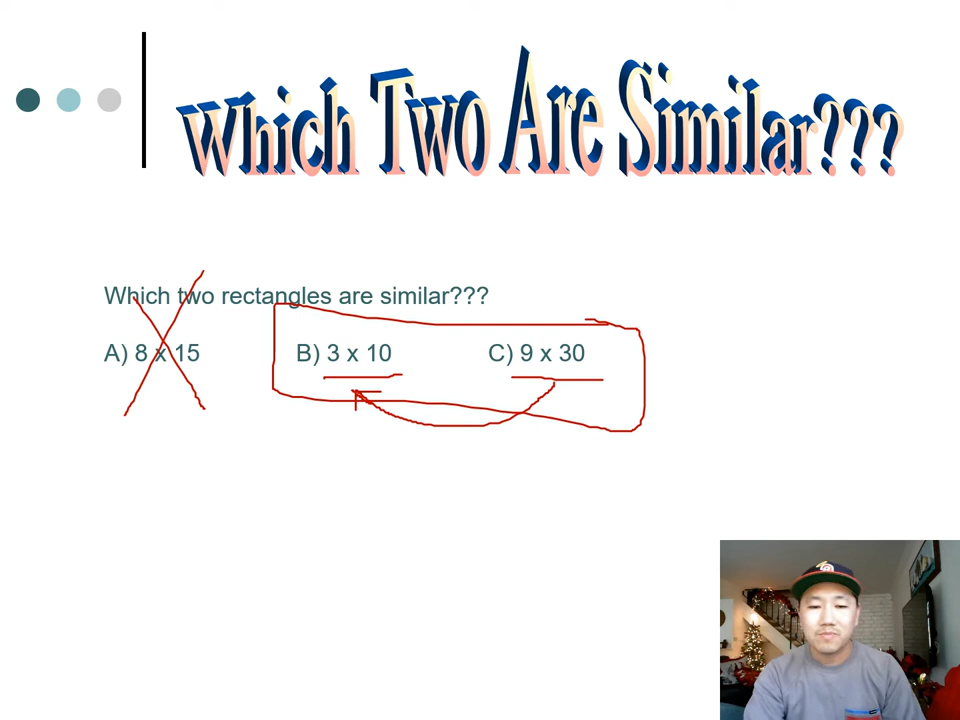 Which Two Are Similar???
Which two rectangles are similar???
A) 8 x 15 B) 3 x 10 C) 9 x 30